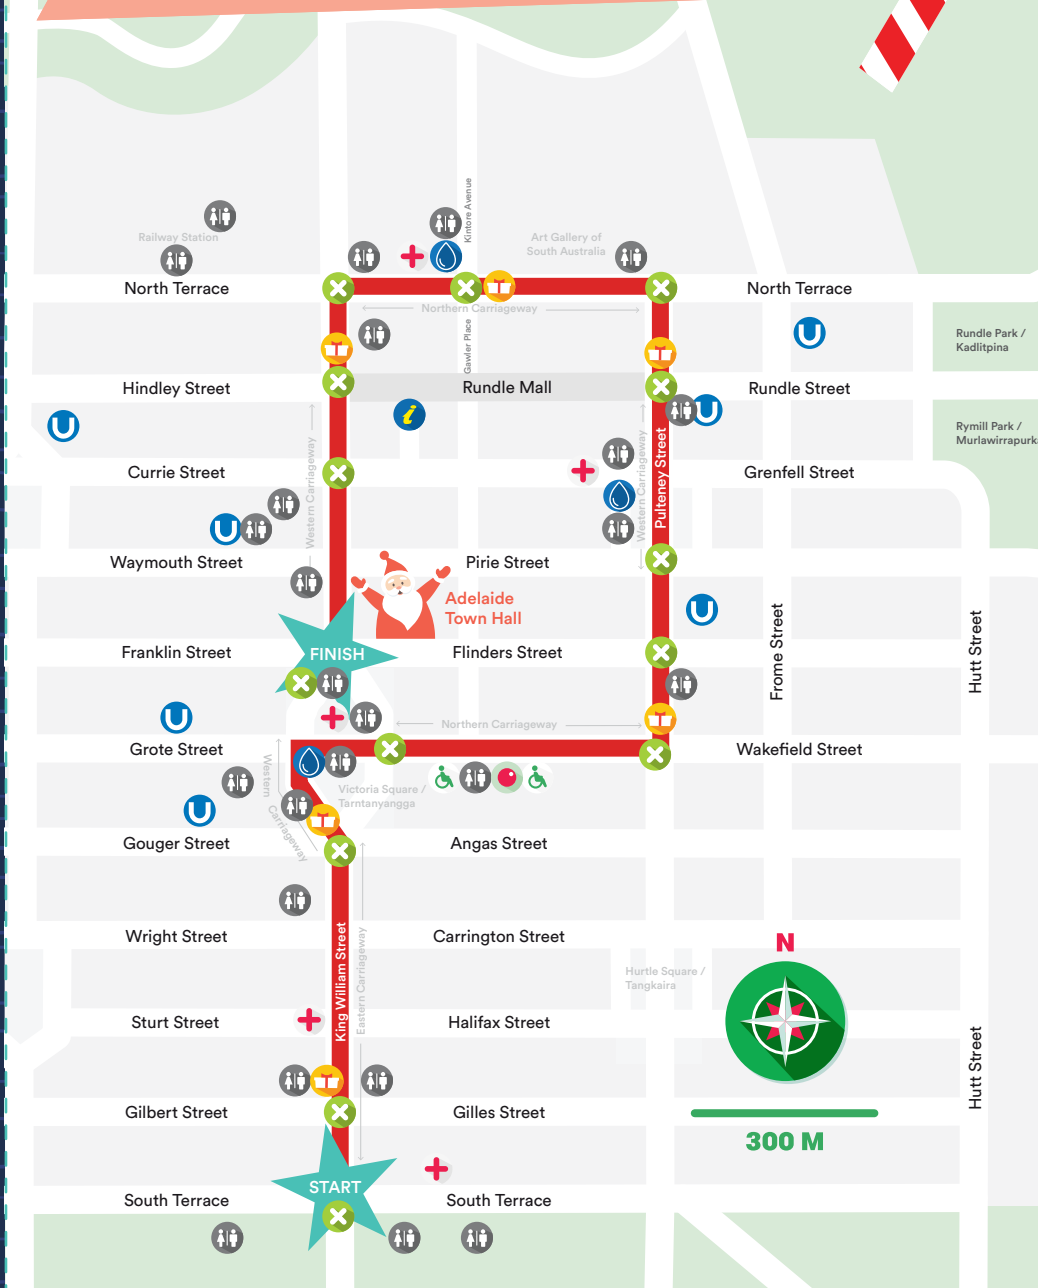 Kintore Avenue
Railway Station
Art Gallery of
South Australia
North Terrace
North Terrace
Northern Carriageway
Gawler Place
Rundle Park /
Kadlitpina
Hindley Street
Rundle Mall
Rundle Street
Rymill Park /
Murlawirrapurka
Western Carriageway
Western Carriageway
Pulteney Street
Currie Street
Grenfell Street
Waymouth Street
Pirie Street
Adelaide
Town Hall
FINISH
Franklin Street
Flinders Street
Frome Street
Hutt Street
Northern Carriageway
Grote Street
Wakefield Street
Western
Carriageway
Victoria Square /
Tarntanyangga
Gouger Street
Angas Street
King William Street
Eastern Carriageway
Wright Street
Carrington Street
N
Hurtle Square /
Tangkaira
Sturt Street
Halifax Street
Hutt Street
Gilbert Street
Gilles Street
300 M
START
South Terrace
South Terrace